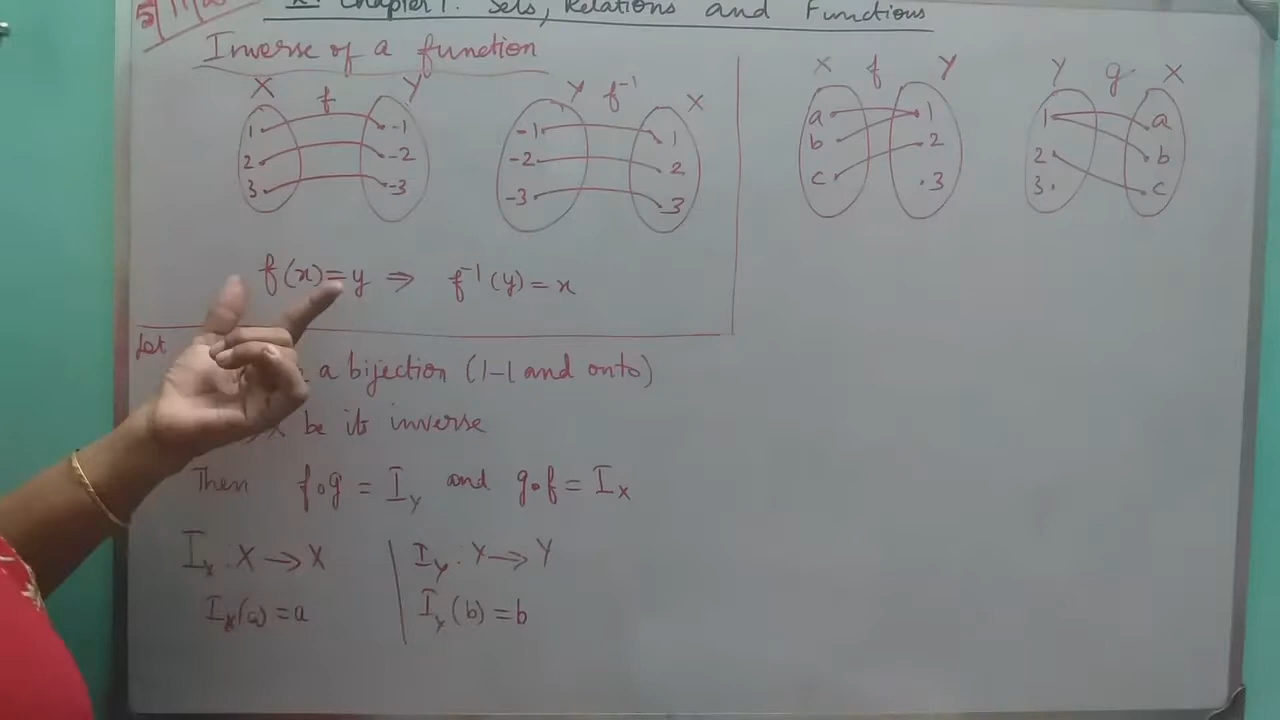 Chapter 1. Sets, Relations and Functions
Inverse of a function
X f Y
1 -1
2 -2
3 -3
Y f⁻¹ X
-1 1
-2 2
-3 3
f(x)=y ⇒ f⁻¹(y)=x
X f Y
a 1
b 2
c .3
Y g X
1 a
2 b
3. c
Let a bijection (1-1 and onto)
X be its inverse
Then fog = I_y and gof = I_x
I_x : X → X
I_x(a) = a
I_y : Y → Y
I_y(b) = b